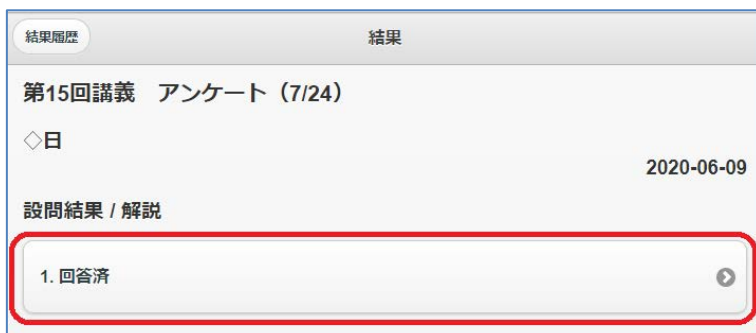 結果履歴
結果
第15回講義　アンケート（7/24）
◇日
2020-06-09
設問結果 / 解説
1. 回答済